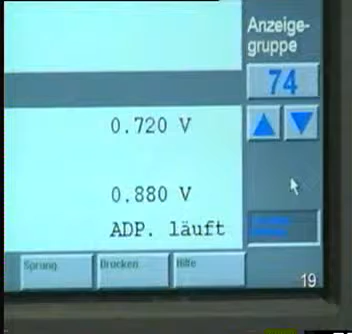 Anzeige-
gruppe
74
0.720 V
0.880 V
ADP. läuft
Sprung
Drucken
Hilfe
19